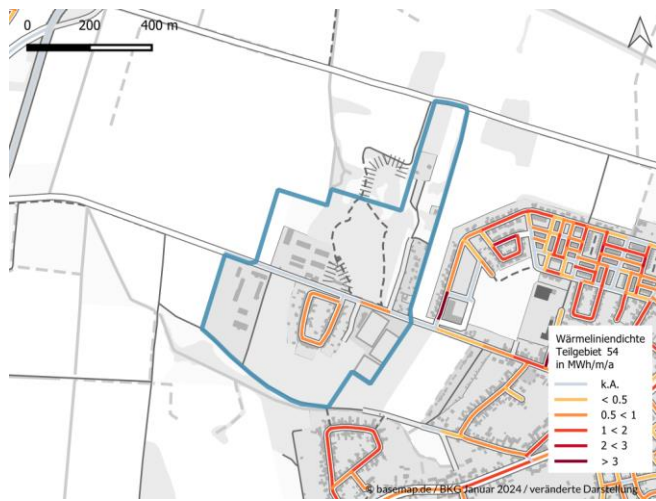 0 200 400 m
Wärmeliniendichte
Teilgebiet 54
in MWh/m/a
k.A.
< 0.5
0.5 < 1
1 < 2
2 < 3
> 3
© basemap.de / BKG Januar 2024 / veränderte Darstellung